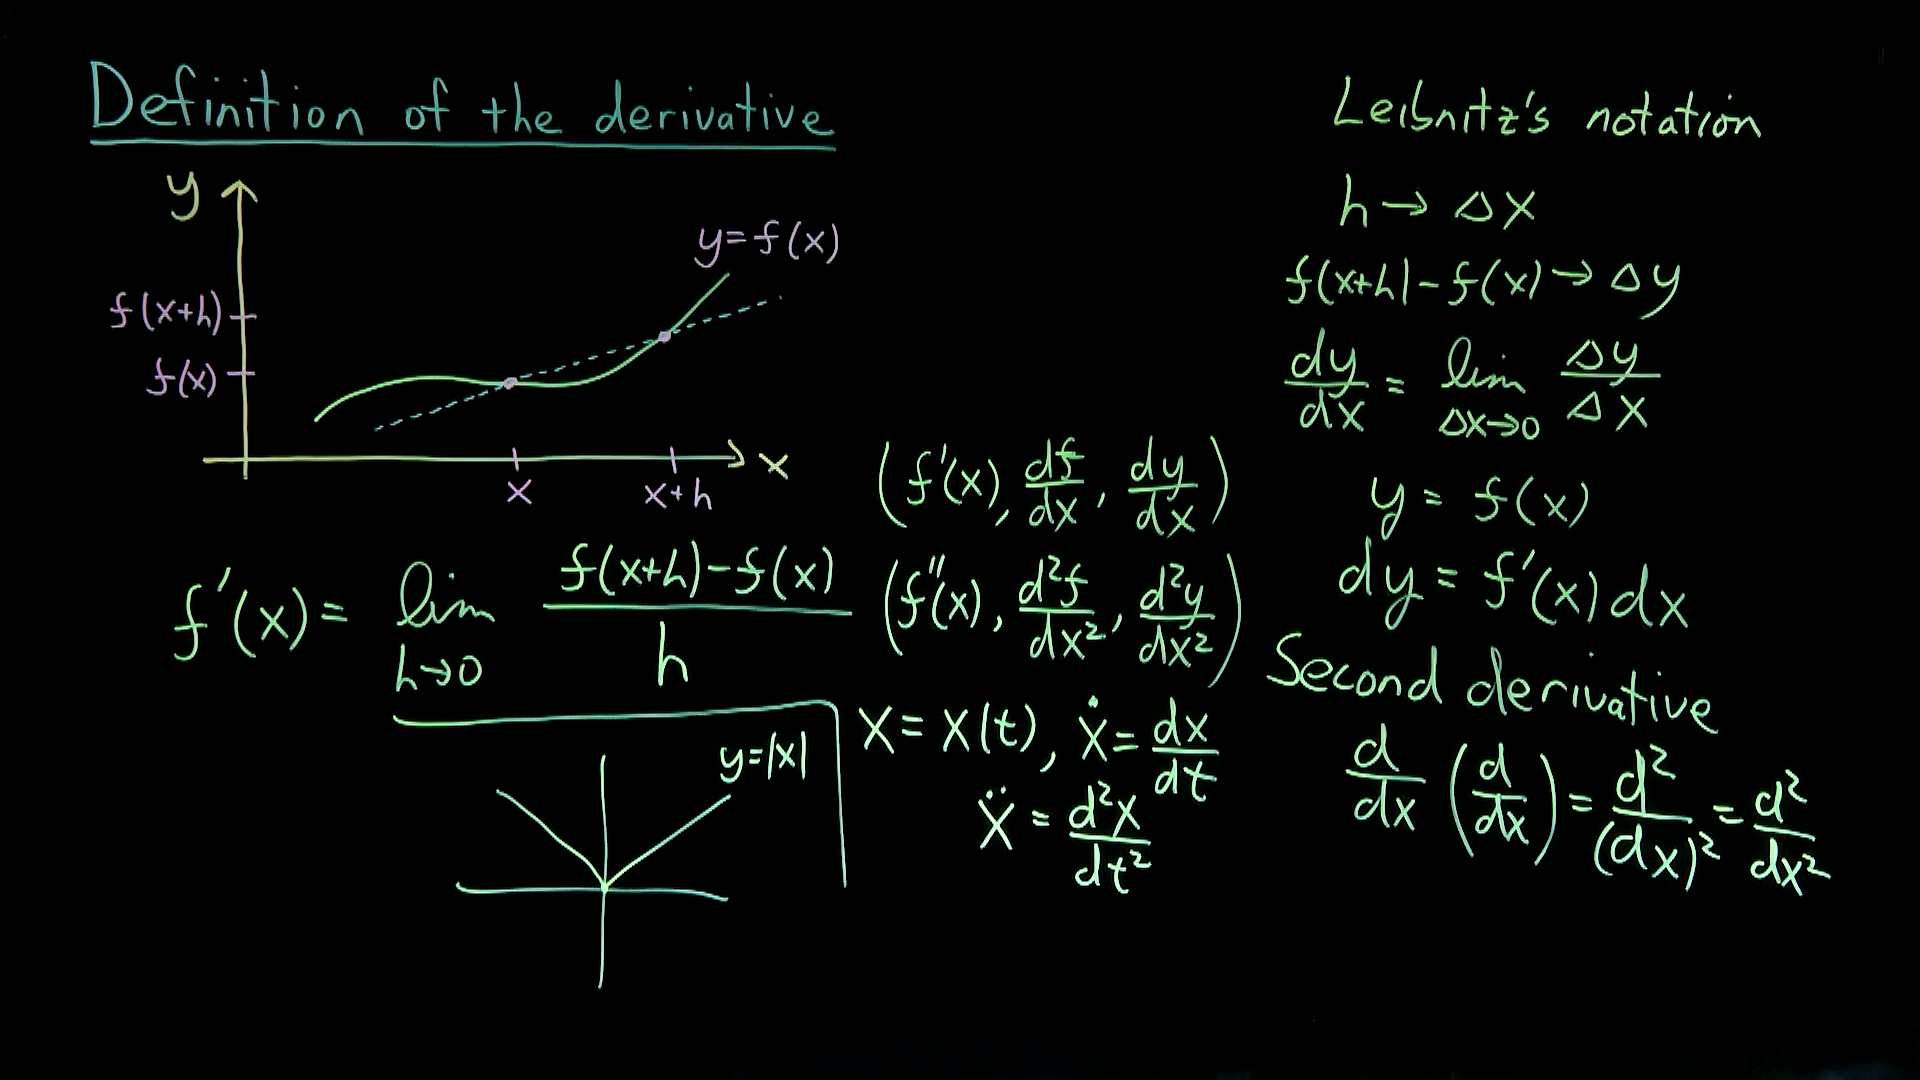 Definition of the derivative
y
y=f(x)
f(x+h)
f(x)
x
x+h
x
f'(x) = lim h→0 (f(x+h)-f(x))/h
y=|x|
(f'(x), df/dx, dy/dx)
(f''(x), d²f/dx², d²y/dx²)
X = X(t), Ẋ = dx/dt
Ẍ = d²X/dt²
Leibnitz's notation
h → ΔX
f(x+h)-f(x) → Δy
dy/dx = lim ΔX→0 Δy/ΔX
y = f(x)
dy = f'(x) dx
Second derivative
d/dx (d/dx) = d²/(dx)² = d²/dx²